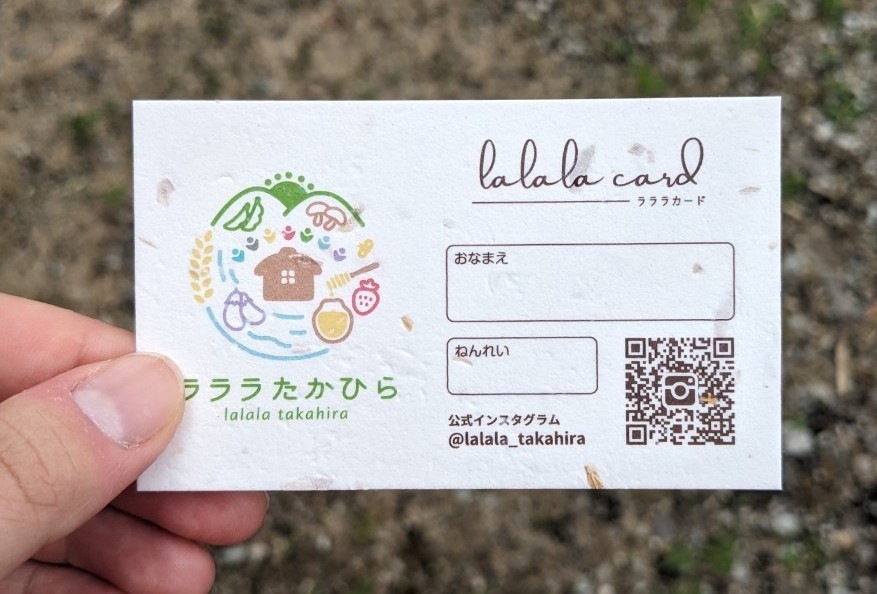 lalala card
ラララカード
おなまえ
ねんれい
公式インスタグラム
@lalala_takahira
ラララたかひら
lalala takahira